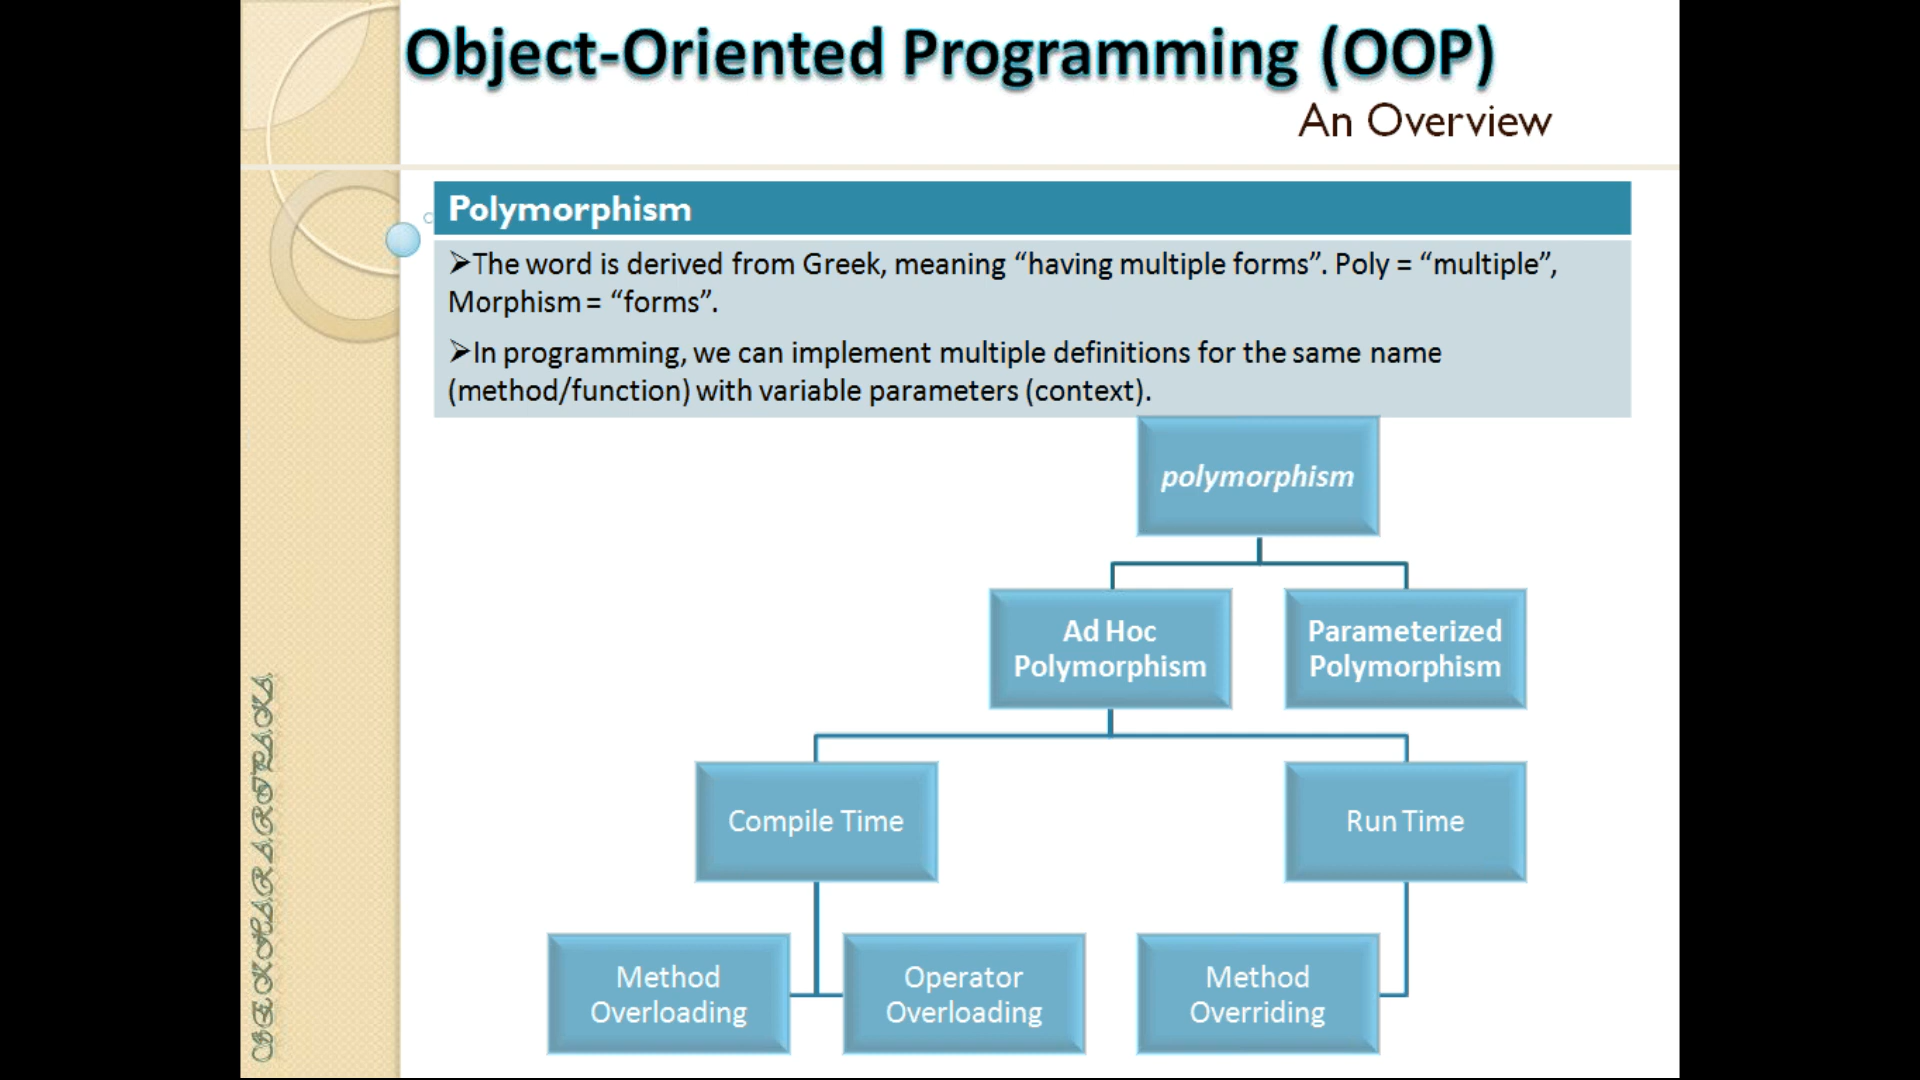 Object-Oriented Programming (OOP)
An Overview
Polymorphism
➢The word is derived from Greek, meaning “having multiple forms”. Poly = “multiple”,
Morphism = “forms”.
➢In programming, we can implement multiple definitions for the same name
(method/function) with variable parameters (context).
polymorphism
Ad Hoc
Polymorphism
Parameterized
Polymorphism
Compile Time
Run Time
Method
Overloading
Operator
Overloading
Method
Overriding